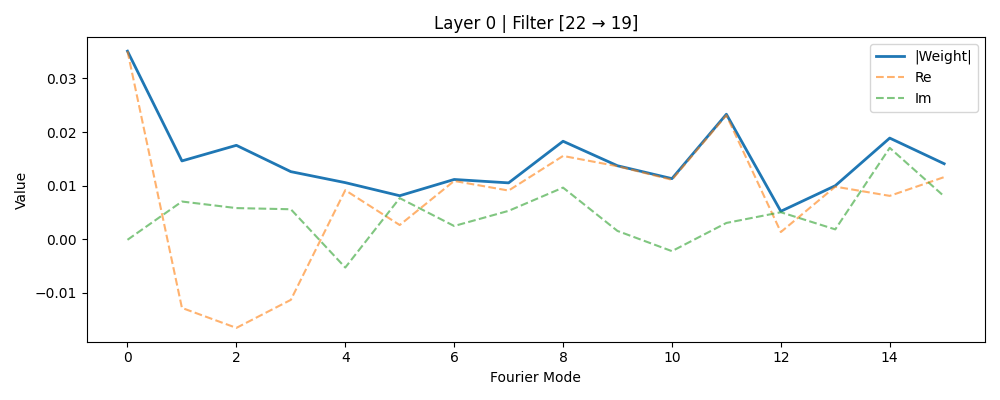 Layer 0 | Filter [22 → 19]
|Weight|
Re
Im
Value
0.03
0.02
0.01
0.00
−0.01
0 2 4 6 8 10 12 14
Fourier Mode